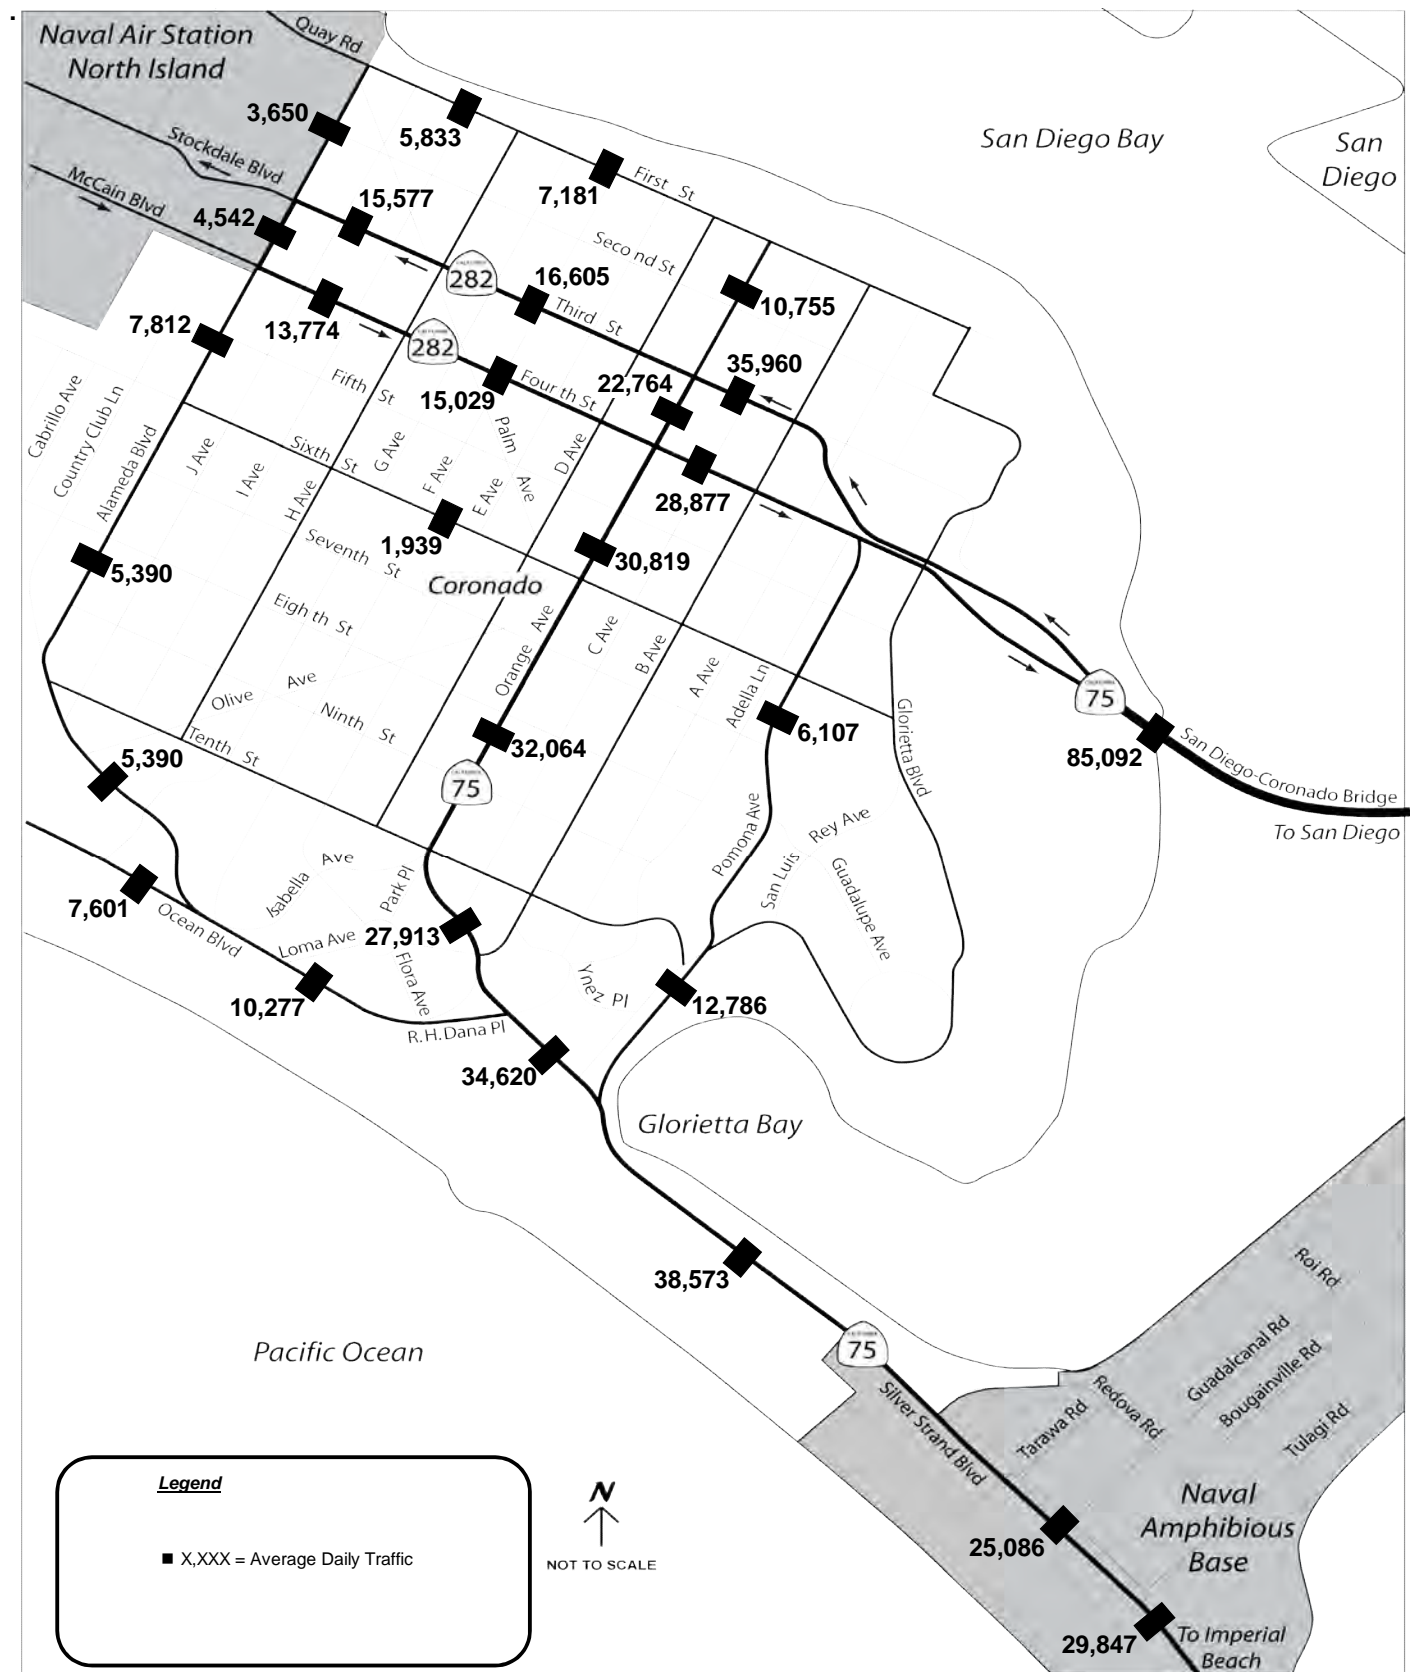 .
Naval Air Station
North Island
Quay Rd
3,650
5,833
San Diego Bay
San
Diego
Stockdale Blvd
McCain Blvd
15,577
7,181
First St
4,542
Second St
282
16,605
10,755
Third St
7,812
13,774
282
35,960
22,764
Fifth St
15,029
Fourth St
Cabrillo Ave
Country Club Ln
Alameda Blvd
J Ave
I Ave
H Ave
Sixth St
G Ave
F Ave
E Ave
Palm Ave
D Ave
28,877
1,939
Seventh St
30,819
5,390
Coronado
Eighth St
Orange Ave
C Ave
B Ave
A Ave
Adella Ln
Olive Ave
Ninth St
75
Glorietta Blvd
6,107
Tenth St
32,064
85,092
San Diego-Coronado Bridge
To San Diego
5,390
75
Pomona Ave
San Luis Rey Ave
Guadalupe Ave
Isabella Ave
Park Pl
7,601
Ocean Blvd
Loma Ave
27,913
Flora Ave
Ynez Pl
10,277
12,786
R.H. Dana Pl
34,620
Glorietta Bay
38,573
Roi Rd
Pacific Ocean
75
Guadalcanal Rd
Bougainville Rd
Silver Strand Blvd
Tarawa Rd
Redova Rd
Tulagi Rd
Legend
X,XXX = Average Daily Traffic
N
NOT TO SCALE
Naval
Amphibious
Base
25,086
29,847
To Imperial
Beach